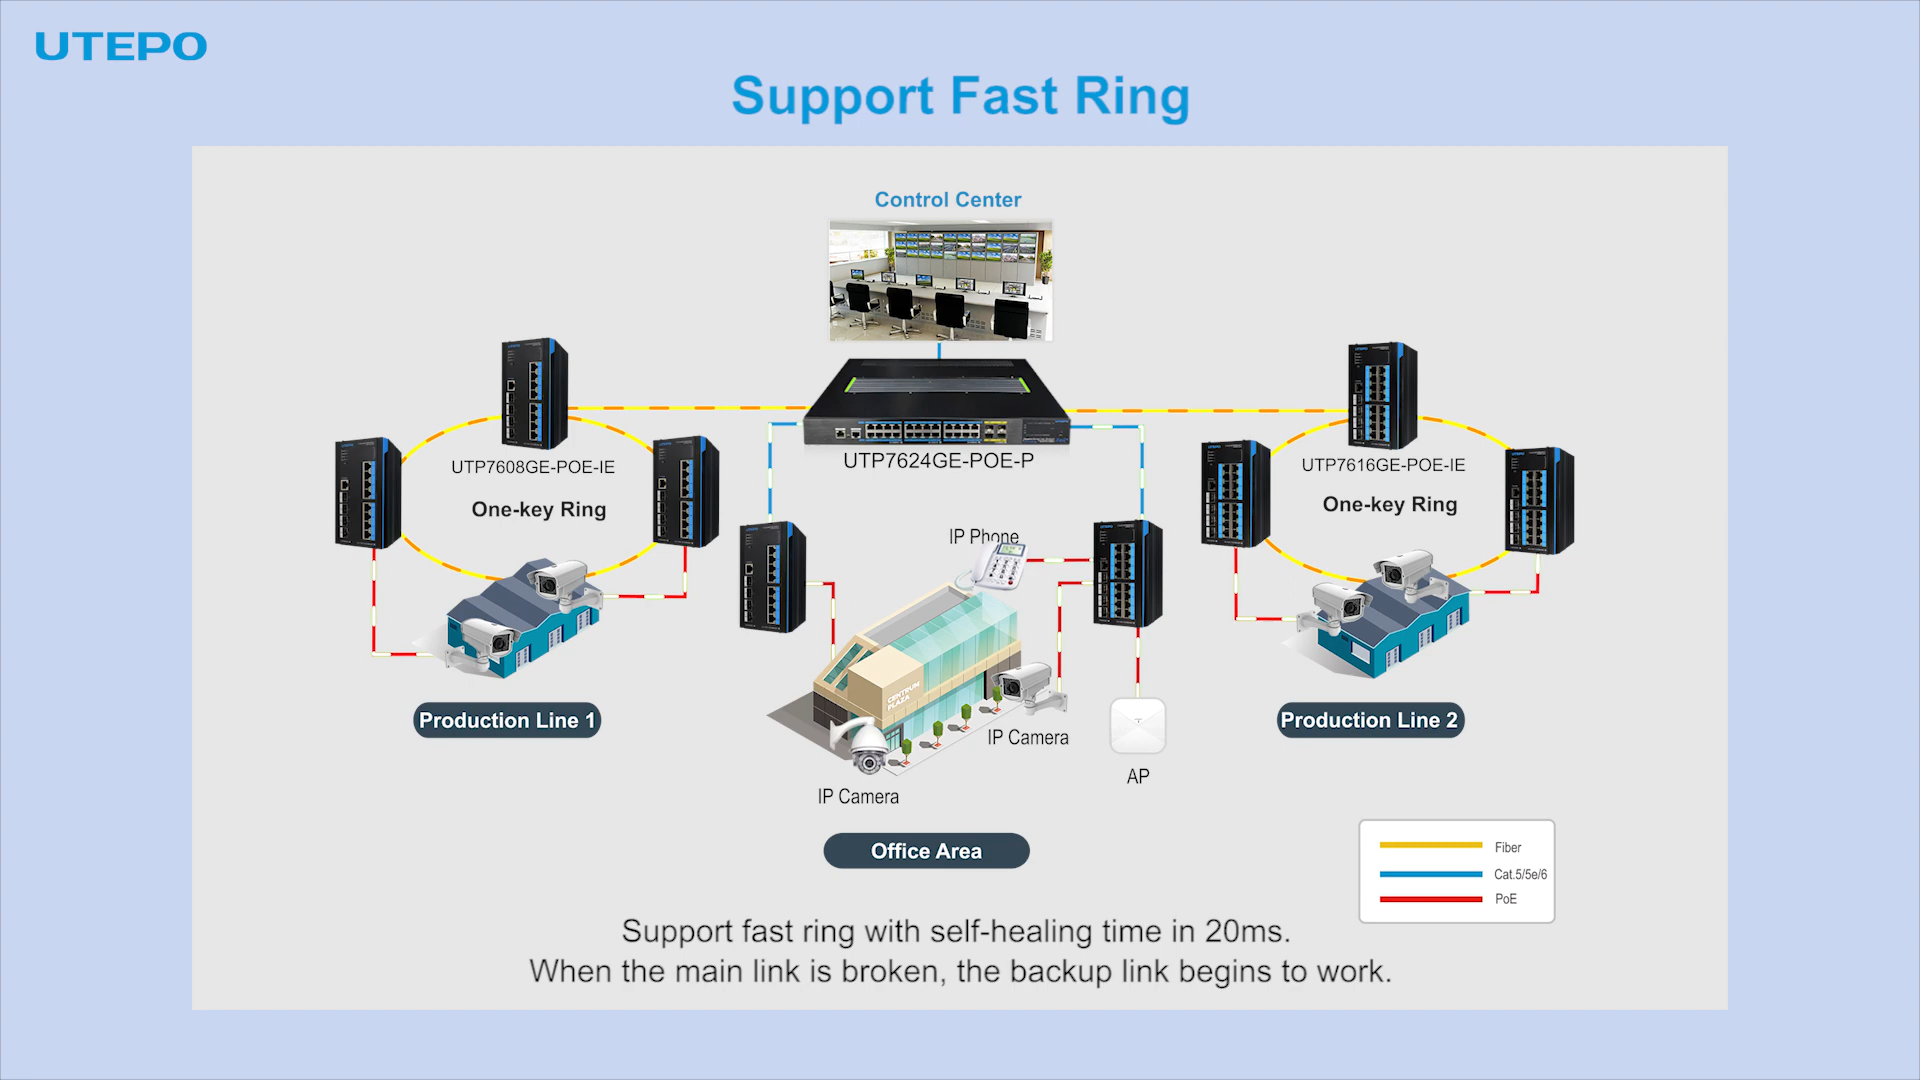 UTEPO
Support Fast Ring
Control Center
UTP7624GE-POE-P
UTP7608GE-POE-IE
One-key Ring
UTP7616GE-POE-IE
One-key Ring
IP Phone
CENTRUM
PLAZA
IP Camera
IP Camera
AP
Production Line 1
Production Line 2
Office Area
Fiber
Cat.5/5e/6
PoE
Support fast ring with self-healing time in 20ms.
When the main link is broken, the backup link begins to work.